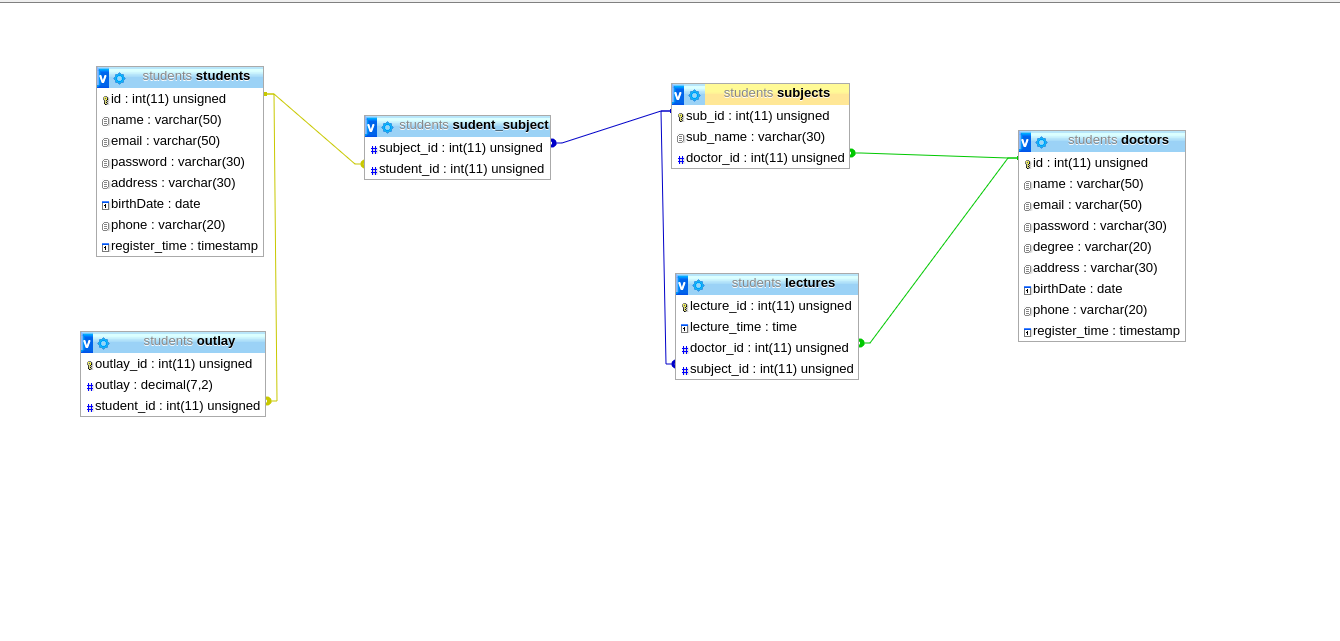 v students students
id : int(11) unsigned
name : varchar(50)
email : varchar(50)
password : varchar(30)
address : varchar(30)
birthDate : date
phone : varchar(20)
register_time : timestamp
v students outlay
outlay_id : int(11) unsigned
# outlay : decimal(7,2)
# student_id : int(11) unsigned
v students sudent_subject
# subject_id : int(11) unsigned
# student_id : int(11) unsigned
v students subjects
sub_id : int(11) unsigned
sub_name : varchar(30)
# doctor_id : int(11) unsigned
v students lectures
lecture_id : int(11) unsigned
lecture_time : time
# doctor_id : int(11) unsigned
# subject_id : int(11) unsigned
v students doctors
id : int(11) unsigned
name : varchar(50)
email : varchar(50)
password : varchar(30)
degree : varchar(20)
address : varchar(30)
birthDate : date
phone : varchar(20)
register_time : timestamp